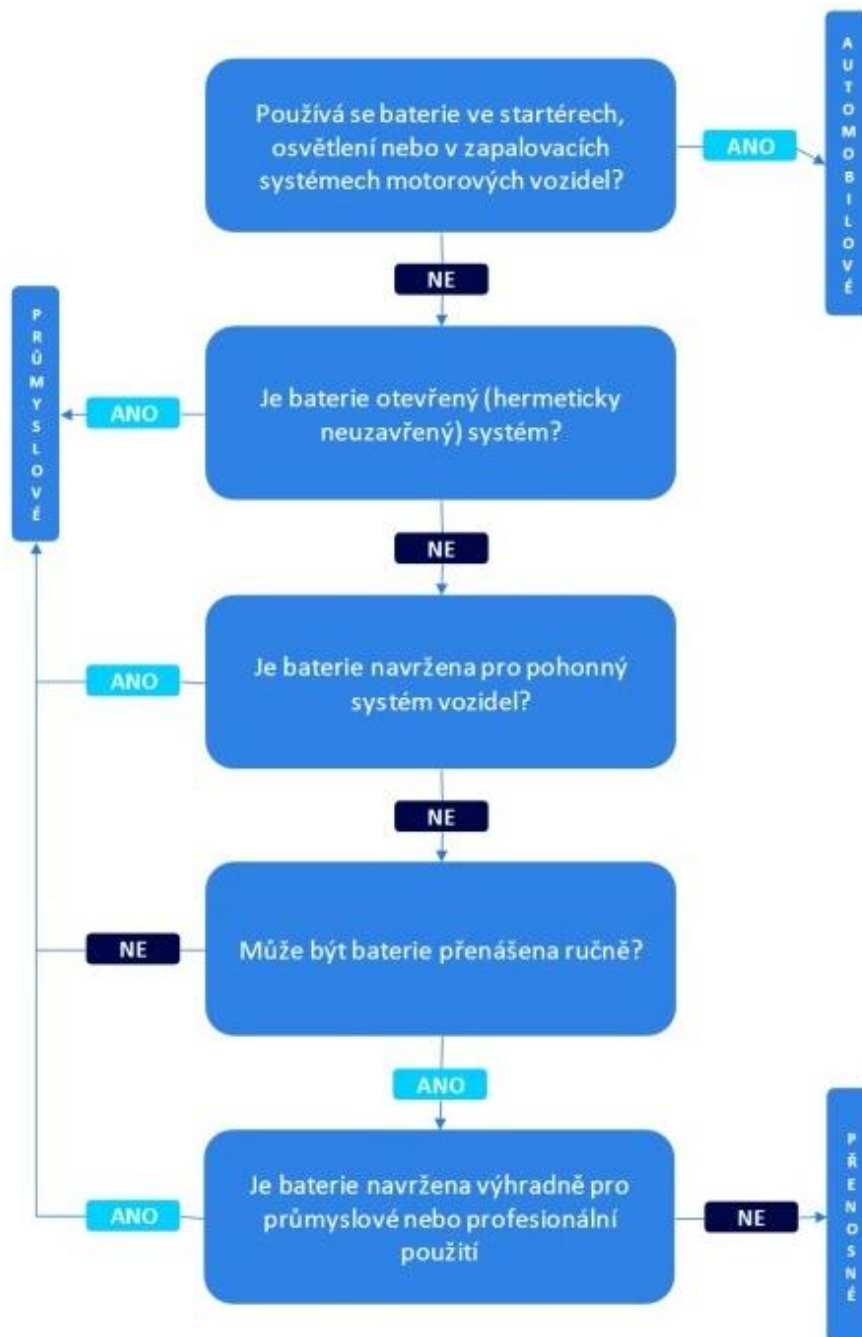 Používá se baterie ve startérech,
osvětlení nebo v zapalovacích
systémech motorových vozidel?
ANO
AUTOMOBILOVÉ
NE
PRŮMYSLOVÉ
Je baterie otevřený (hermeticky
neuzavřený) systém?
ANO
NE
Je baterie navržena pro pohonný
systém vozidel?
ANO
NE
Může být baterie přenášena ručně?
NE
ANO
Je baterie navržena výhradně pro
průmyslové nebo profesionální
použití
ANO
NE
PŘENOSNÉ